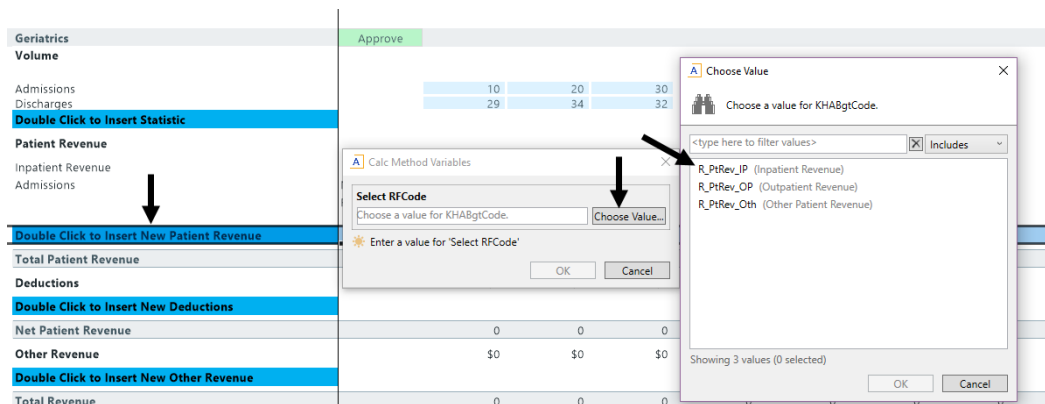 Geriatrics Approve
Volume
Admissions 10 20 30
Discharges 29 34 32
Double Click to Insert Statistic
Patient Revenue
Inpatient Revenue
Admissions
Double Click to Insert New Patient Revenue
Total Patient Revenue
Deductions
Double Click to Insert New Deductions
Net Patient Revenue 0 0 0
Other Revenue $0 $0 $0
Double Click to Insert New Other Revenue
Total Revenue 0 0 0
A Calc Method Variables
Select RFCode
Choose a value for KHABgtCode. Choose Value...
Enter a value for 'Select RFCode'
OK Cancel
A Choose Value
Choose a value for KHABgtCode.
<type here to filter values> Includes
R_PtRev_IP (Inpatient Revenue)
R_PtRev_OP (Outpatient Revenue)
R_PtRev_Oth (Other Patient Revenue)
Showing 3 values (0 selected)
OK Cancel